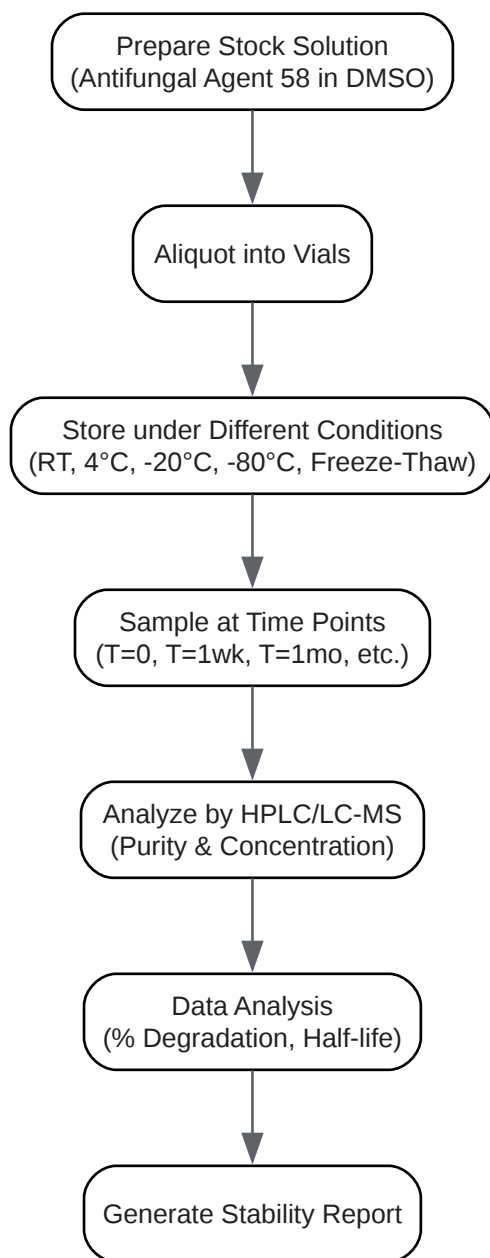 Prepare Stock Solution
(Antifungal Agent 58 in DMSO)
Aliquot into Vials
Store under Different Conditions
(RT, 4°C, -20°C, -80°C, Freeze-Thaw)
Sample at Time Points
(T=0, T=1wk, T=1mo, etc.)
Analyze by HPLC/LC-MS
(Purity & Concentration)
Data Analysis
(% Degradation, Half-life)
Generate Stability Report